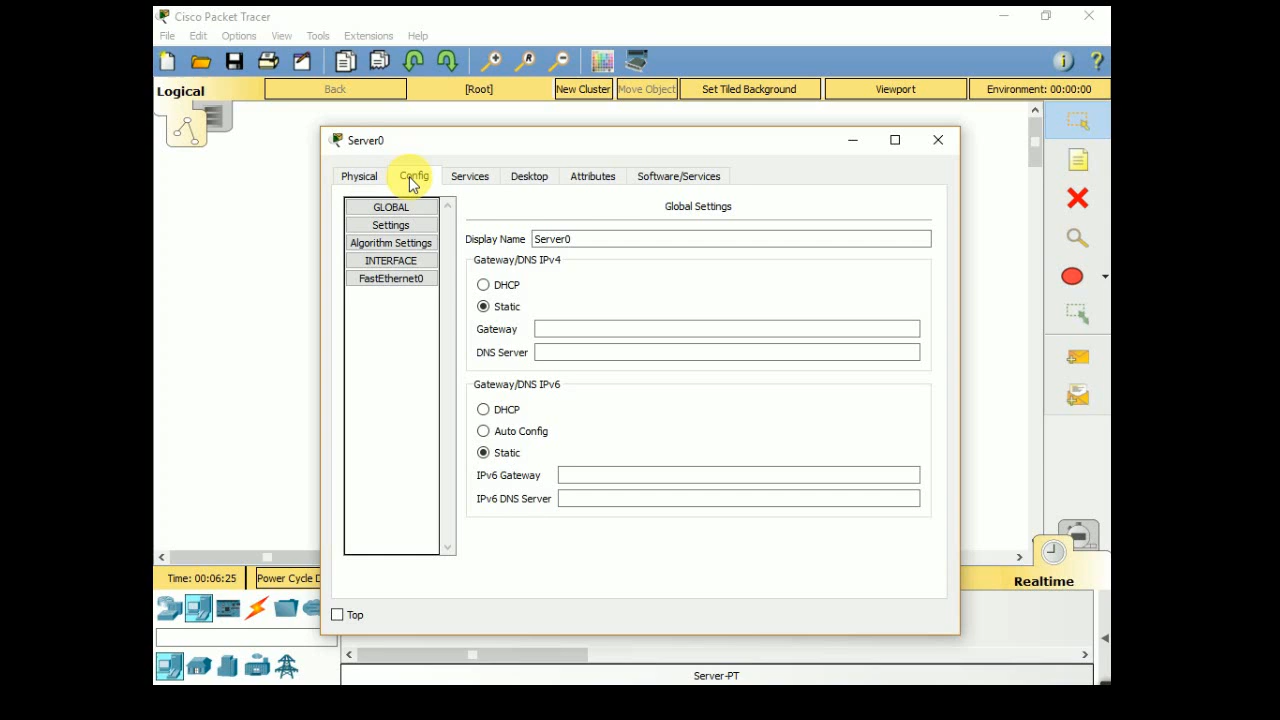 Cisco Packet Tracer
File Edit Options View Tools Extensions Help
Logical Back [Root] New Cluster Move Object Set Tiled Background Viewport Environment: 00:00:00
Server0
Physical Config Services Desktop Attributes Software/Services
GLOBAL
Settings
Algorithm Settings
INTERFACE
FastEthernet0
Global Settings
Display Name Server0
Gateway/DNS IPv4
DHCP
Static
Gateway
DNS Server
Gateway/DNS IPv6
DHCP
Auto Config
Static
IPv6 Gateway
IPv6 DNS Server
Top
Time: 00:06:25 Power Cycle D
Realtime
Server-PT